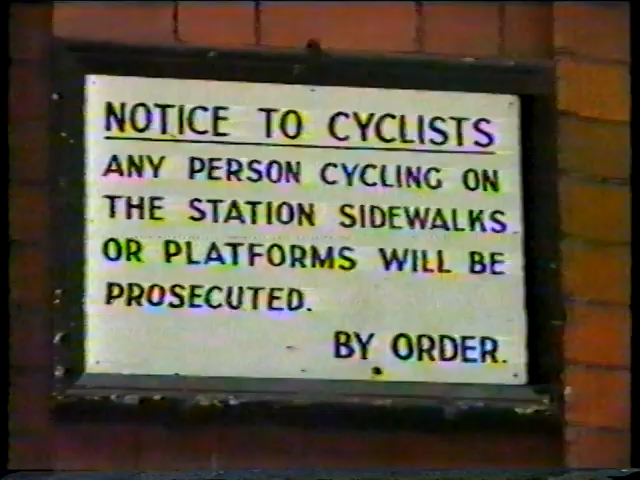 NOTICE TO CYCLISTS
ANY PERSON CYCLING ON
THE STATION SIDEWALKS
OR PLATFORMS WILL BE
PROSECUTED.
BY ORDER.